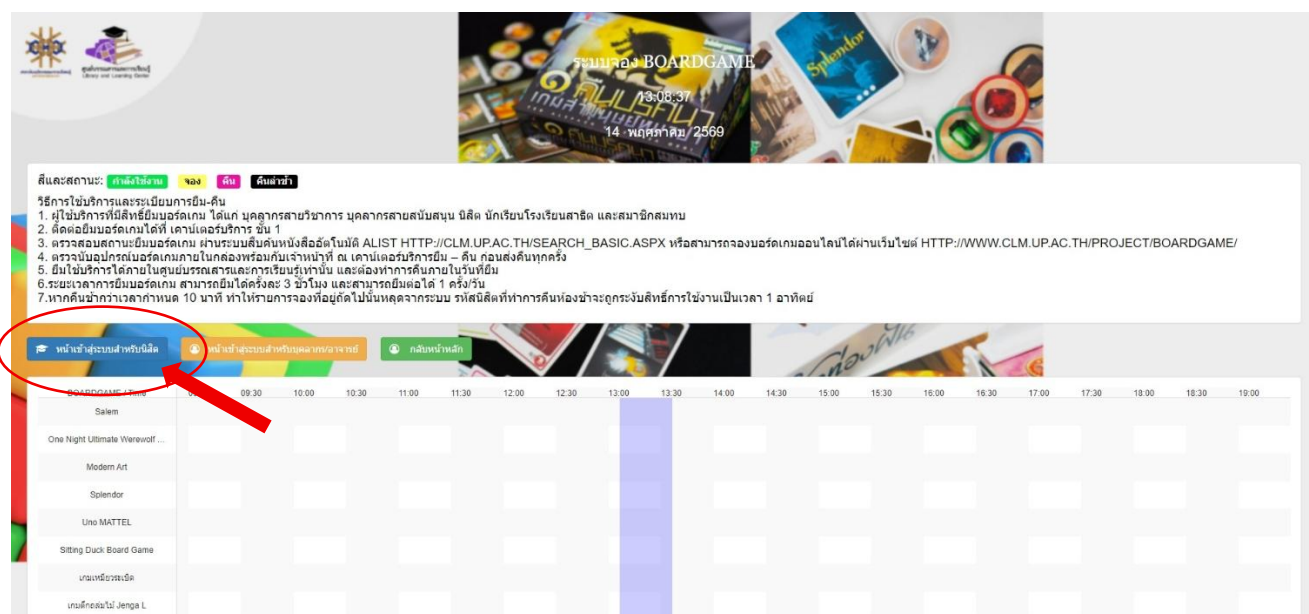 ศูนย์บรรณสารและการเรียนรู้
Library and Learning Center
ระบบจอง BOARDGAME
13:08:37
14 พฤษภาคม 2569
Splendor
สีและสถานะ: กำลังใช้งาน จอง คืน คืนล่าช้า
วิธีการใช้บริการและระเบียบการยืม-คืน
1. ผู้ใช้บริการที่มีสิทธิ์ยืมบอร์ดเกม ได้แก่ บุคลากรสายวิชาการ บุคลากรสายสนับสนุน นิสิต นักเรียนโรงเรียนสาธิต และสมาชิกสมทบ
2. ติดต่อยืมบอร์ดเกมได้ที่ เคาน์เตอร์บริการ ชั้น 1
3. ตรวจสอบสถานะยืมบอร์ดเกม ผ่านระบบสืบค้นหนังสืออัตโนมัติ ALIST HTTP://CLM.UP.AC.TH/SEARCH_BASIC.ASPX หรือสามารถจองบอร์ดเกมออนไลน์ได้ผ่านเว็บไซต์ HTTP://WWW.CLM.UP.AC.TH/PROJECT/BOARDGAME/
4. ตรวจนับอุปกรณ์บอร์ดเกมภายในกล่องพร้อมกับเจ้าหน้าที่ ณ เคาน์เตอร์บริการยืม – คืน ก่อนส่งคืนทุกครั้ง
5. ยืมใช้บริการได้ภายในศูนย์บรรณสารและการเรียนรู้เท่านั้น และต้องทำการคืนภายในวันที่ยืม
6.ระยะเวลาการยืมบอร์ดเกม สามารถยืมได้ครั้งละ 3 ชั่วโมง และสามารถยืมต่อได้ 1 ครั้ง/วัน
7.หากคืนช้ากว่าเวลากำหนด 10 นาที ทำให้รายการจองที่อยู่ถัดไปนั้นหลุดจากระบบ รหัสนิสิตที่ทำการคืนห้องช้าจะถูกระงับสิทธิ์การใช้งานเป็นเวลา 1 อาทิตย์
หน้าเข้าสู่ระบบสำหรับนิสิต หน้าเข้าสู่ระบบสำหรับบุคลากร/อาจารย์ กลับหน้าหลัก
BOARDGAME / Time 09:30 10:00 10:30 11:00 11:30 12:00 12:30 13:00 13:30 14:00 14:30 15:00 15:30 16:00 16:30 17:00 17:30 18:00 18:30 19:00
Salem
One Night Ultimate Werewolf ...
Modern Art
Splendor
Uno MATTEL
Sitting Duck Board Game
เกมเหมียวระเบิด
เกมตึกถล่มไม้ Jenga L